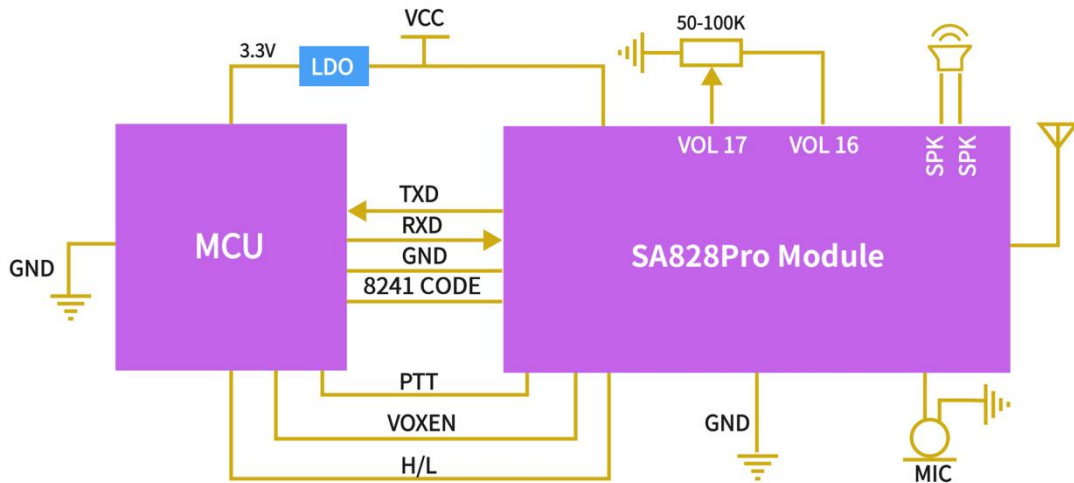 VCC
50-100K
3.3V
LDO
VOL 17
VOL 16
SPK
SPK
TXD
RXD
GND
8241 CODE
MCU
SA828Pro Module
GND
PTT
VOXEN
H/L
GND
MIC